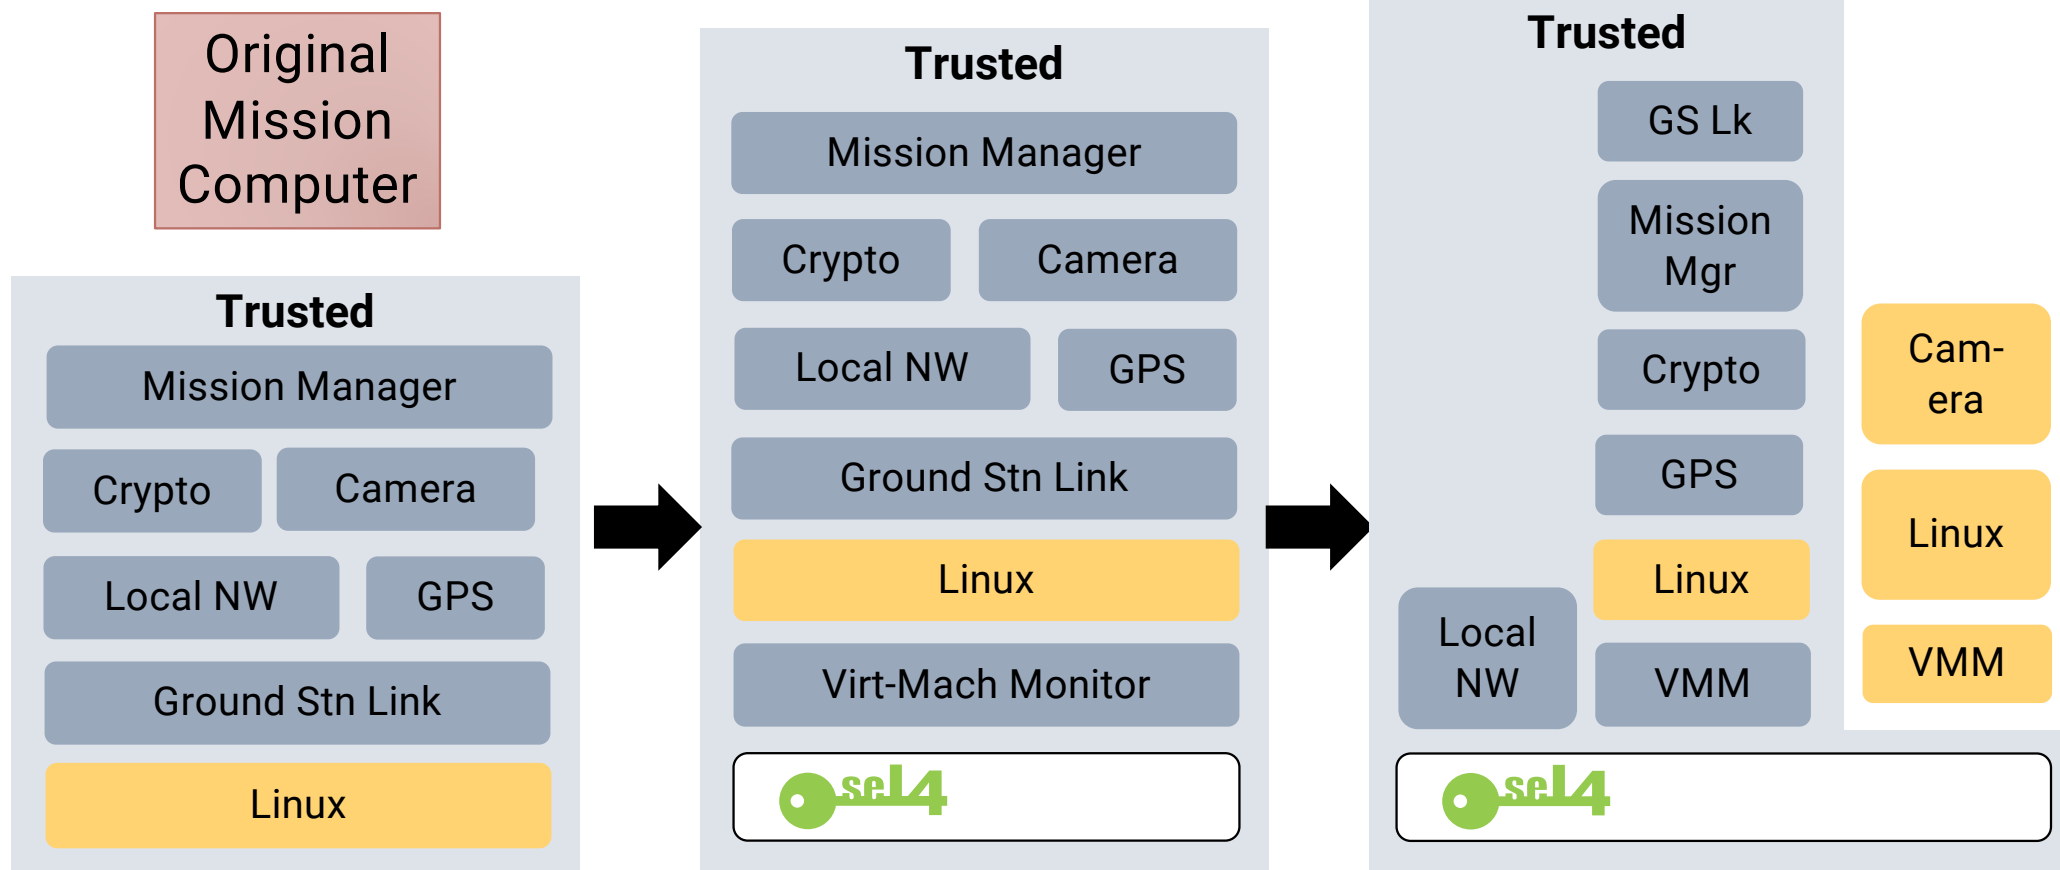 Original
Mission
Computer
Trusted
Mission Manager
Crypto
Camera
Local NW
GPS
Ground Stn Link
Linux
Trusted
Mission Manager
Crypto
Camera
Local NW
GPS
Ground Stn Link
Linux
Virt-Mach Monitor
seL4
Trusted
GS Lk
Mission
Mgr
Crypto
GPS
Linux
VMM
Local
NW
Cam-
era
Linux
VMM
seL4